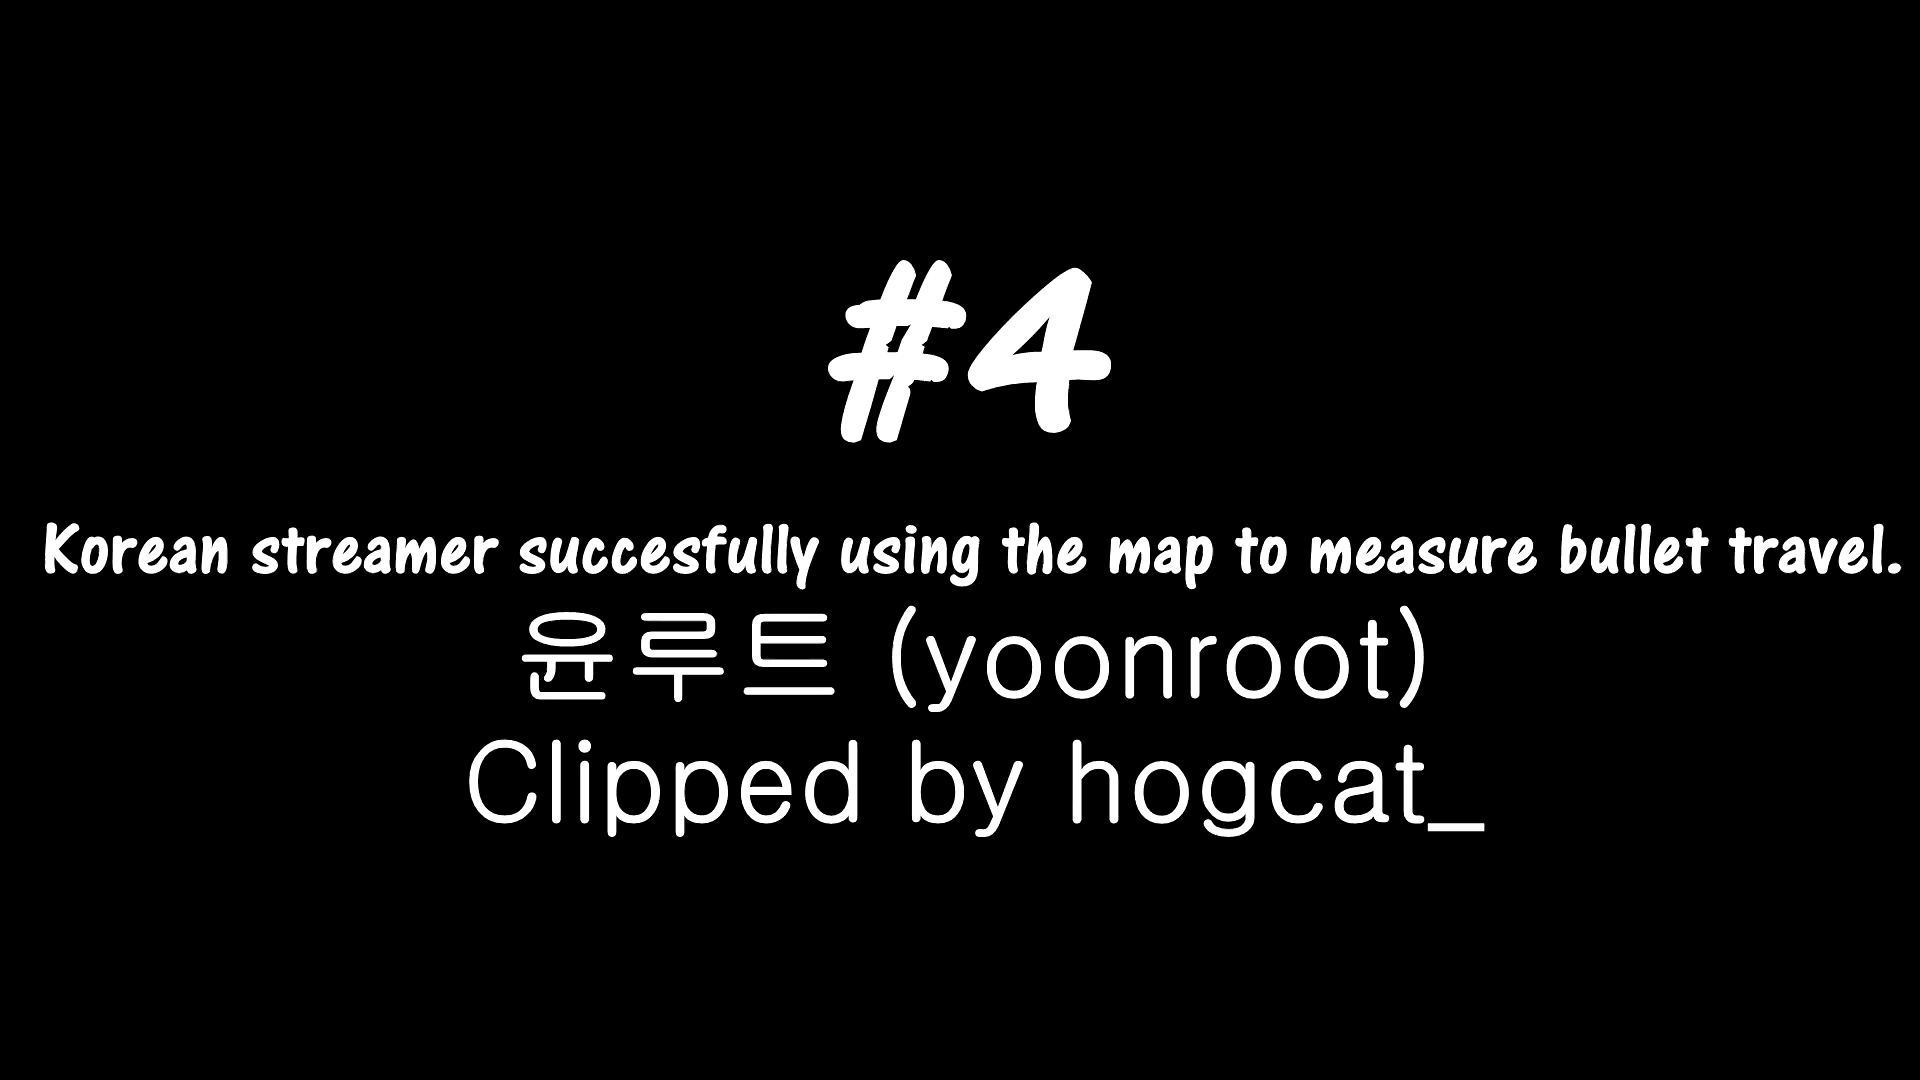 #4
Korean streamer succesfully using the map to measure bullet travel.
윤루트 (yoonroot)
Clipped by hogcat_